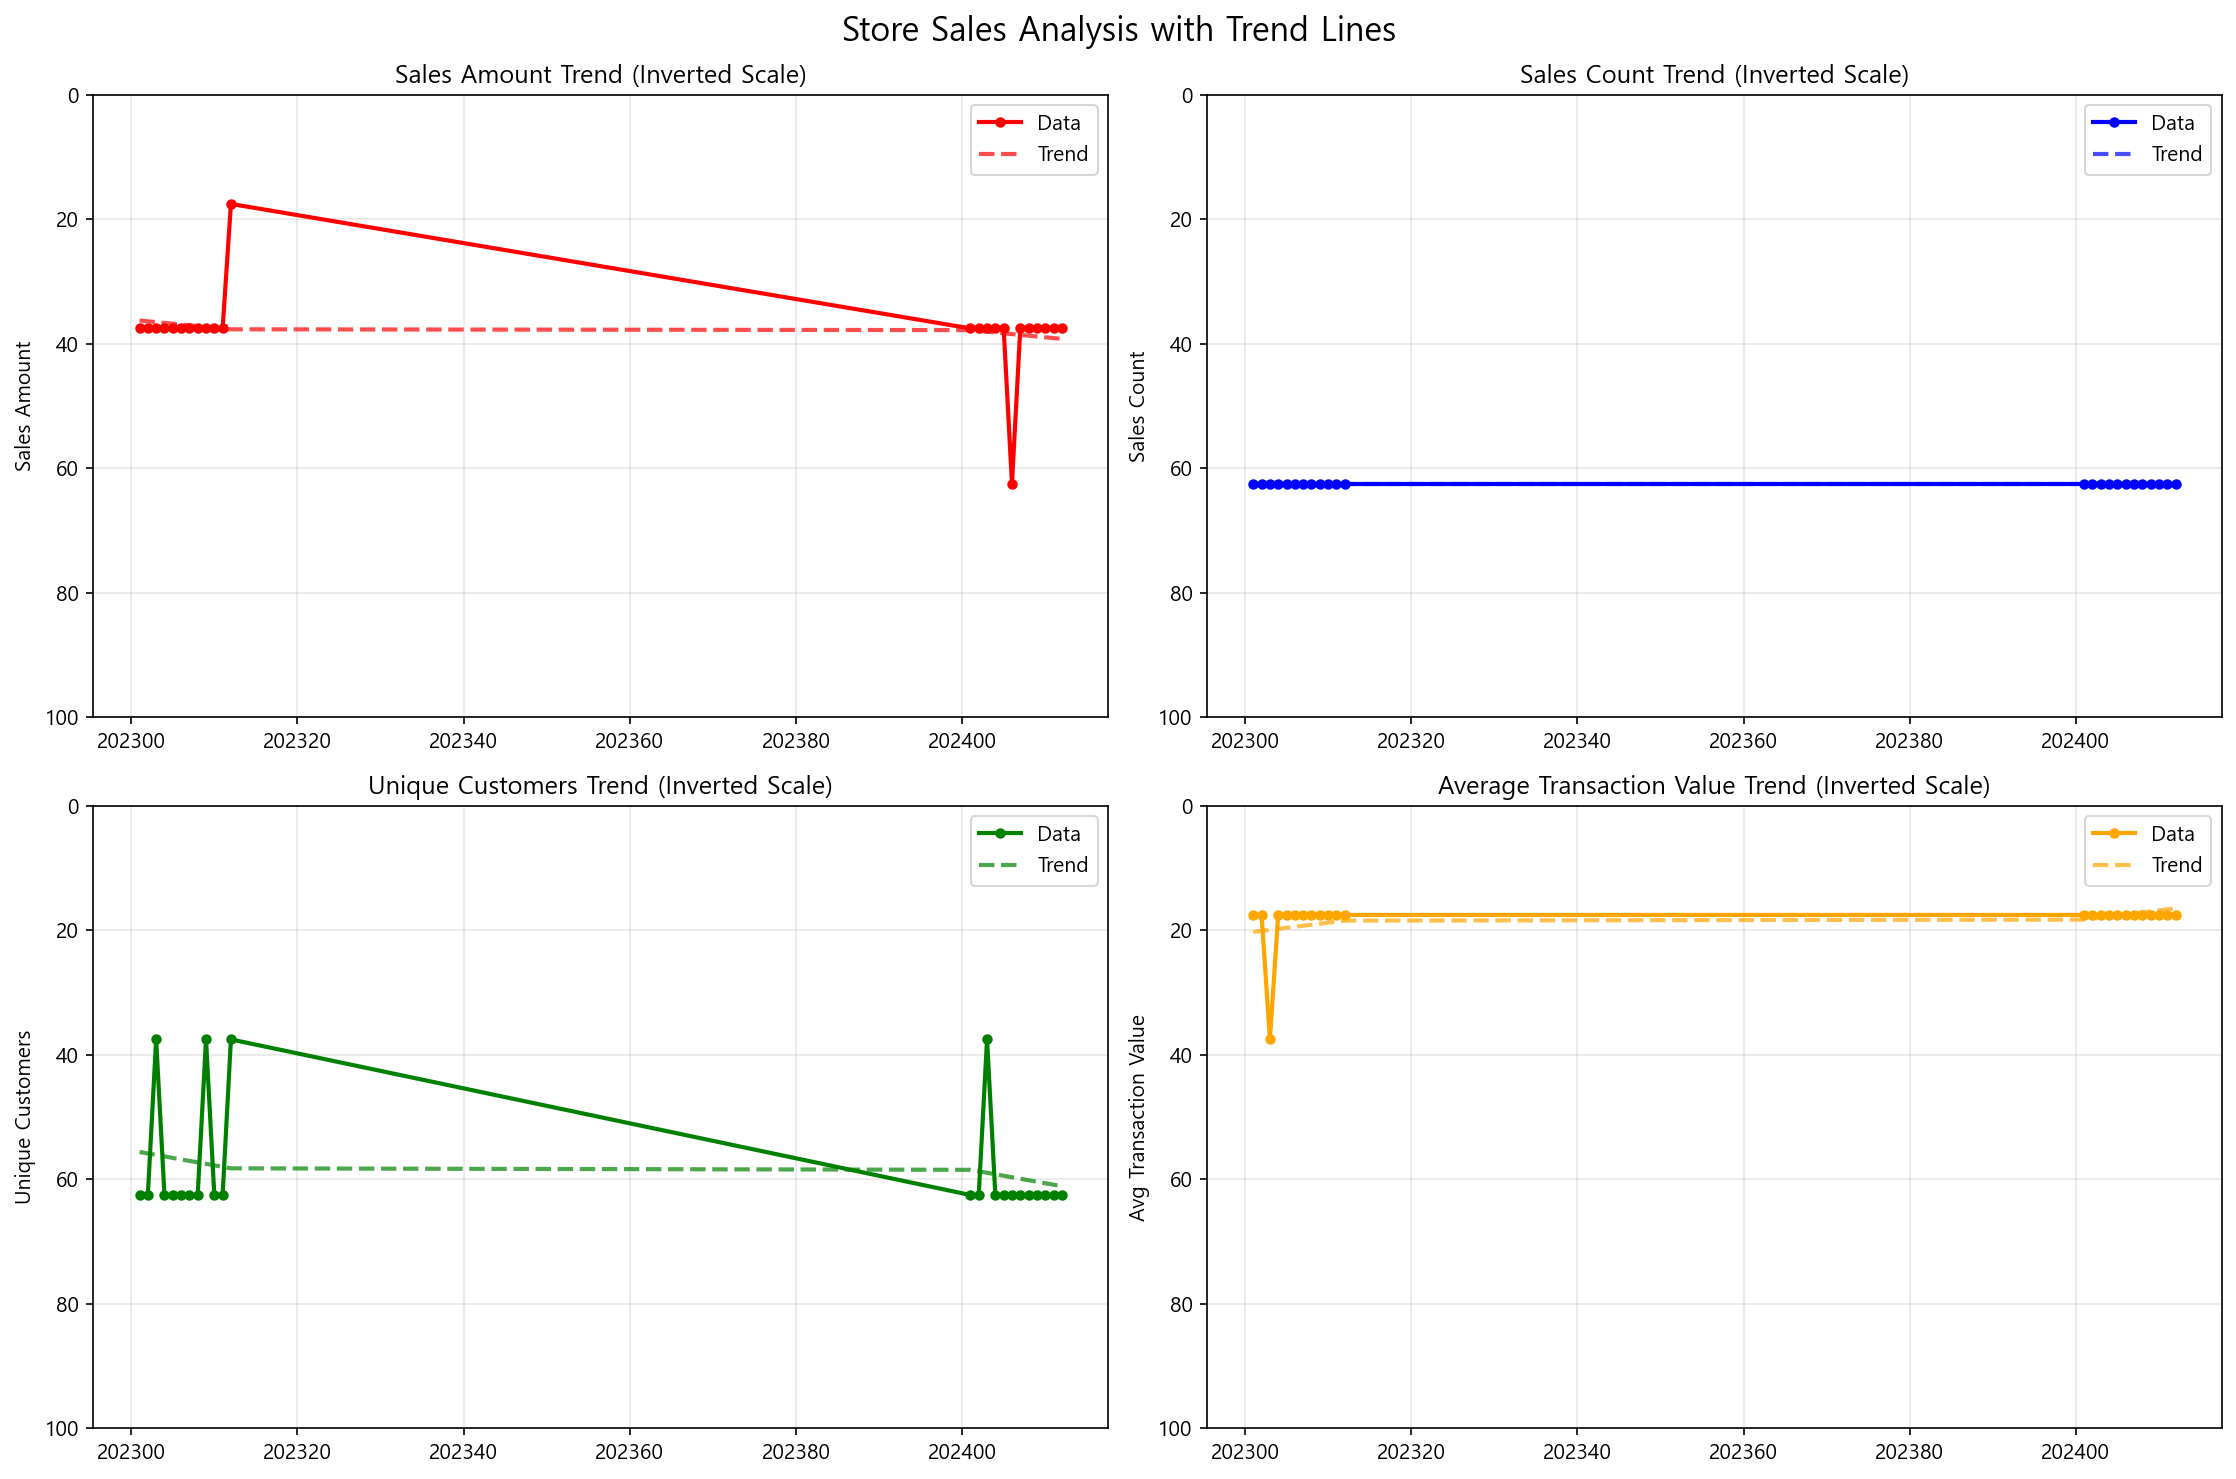 Store Sales Analysis with Trend Lines
Sales Amount Trend (Inverted Scale)
0
20
40
60
80
100
Sales Amount
Data
Trend
202300
202320
202340
202360
202380
202400
Sales Count Trend (Inverted Scale)
0
20
40
60
80
100
Sales Count
Data
Trend
202300
202320
202340
202360
202380
202400
Unique Customers Trend (Inverted Scale)
0
20
40
60
80
100
Unique Customers
Data
Trend
202300
202320
202340
202360
202380
202400
Average Transaction Value Trend (Inverted Scale)
0
20
40
60
80
100
Avg Transaction Value
Data
Trend
202300
202320
202340
202360
202380
202400